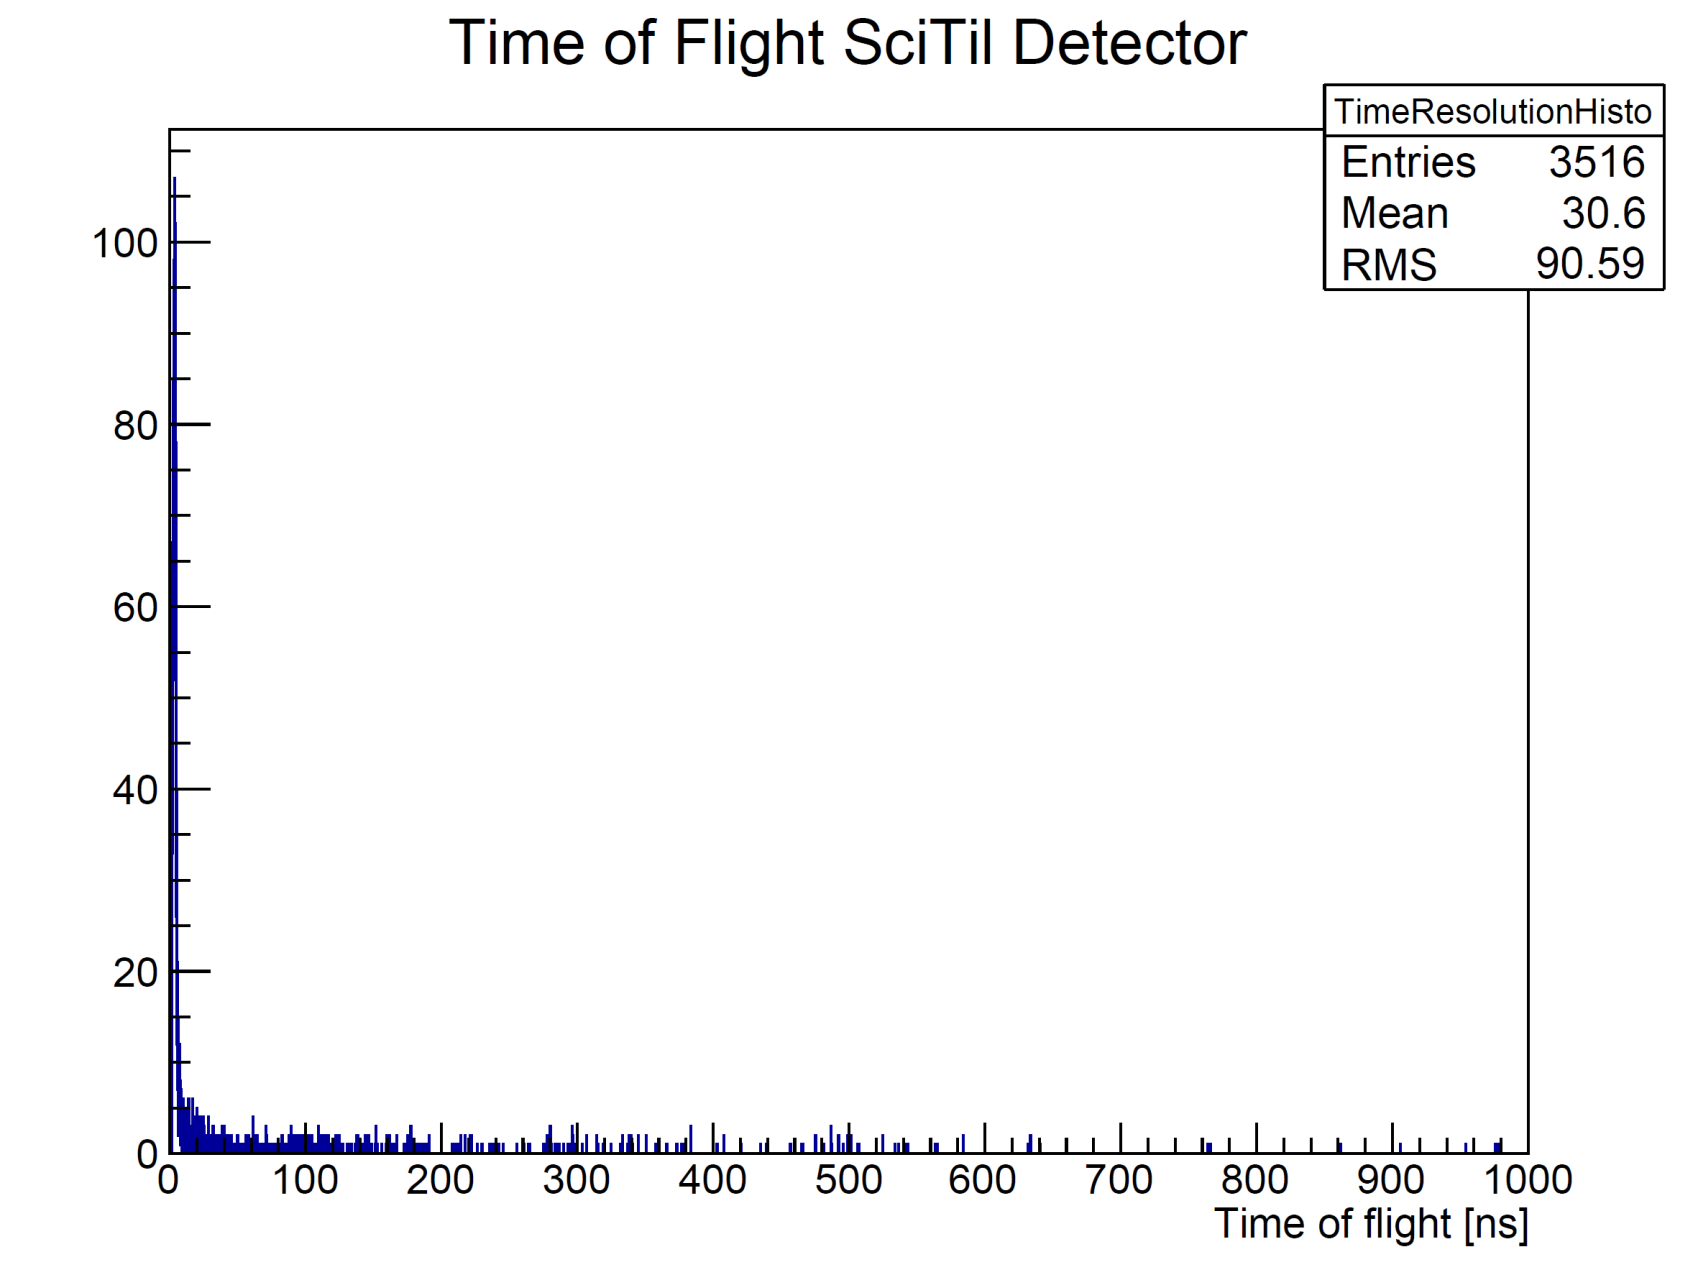 Time of Flight SciTil Detector
TimeResolutionHisto
Entries 3516
Mean 30.6
RMS 90.59
100
80
60
40
20
0
0 100 200 300 400 500 600 700 800 900 1000
Time of flight [ns]